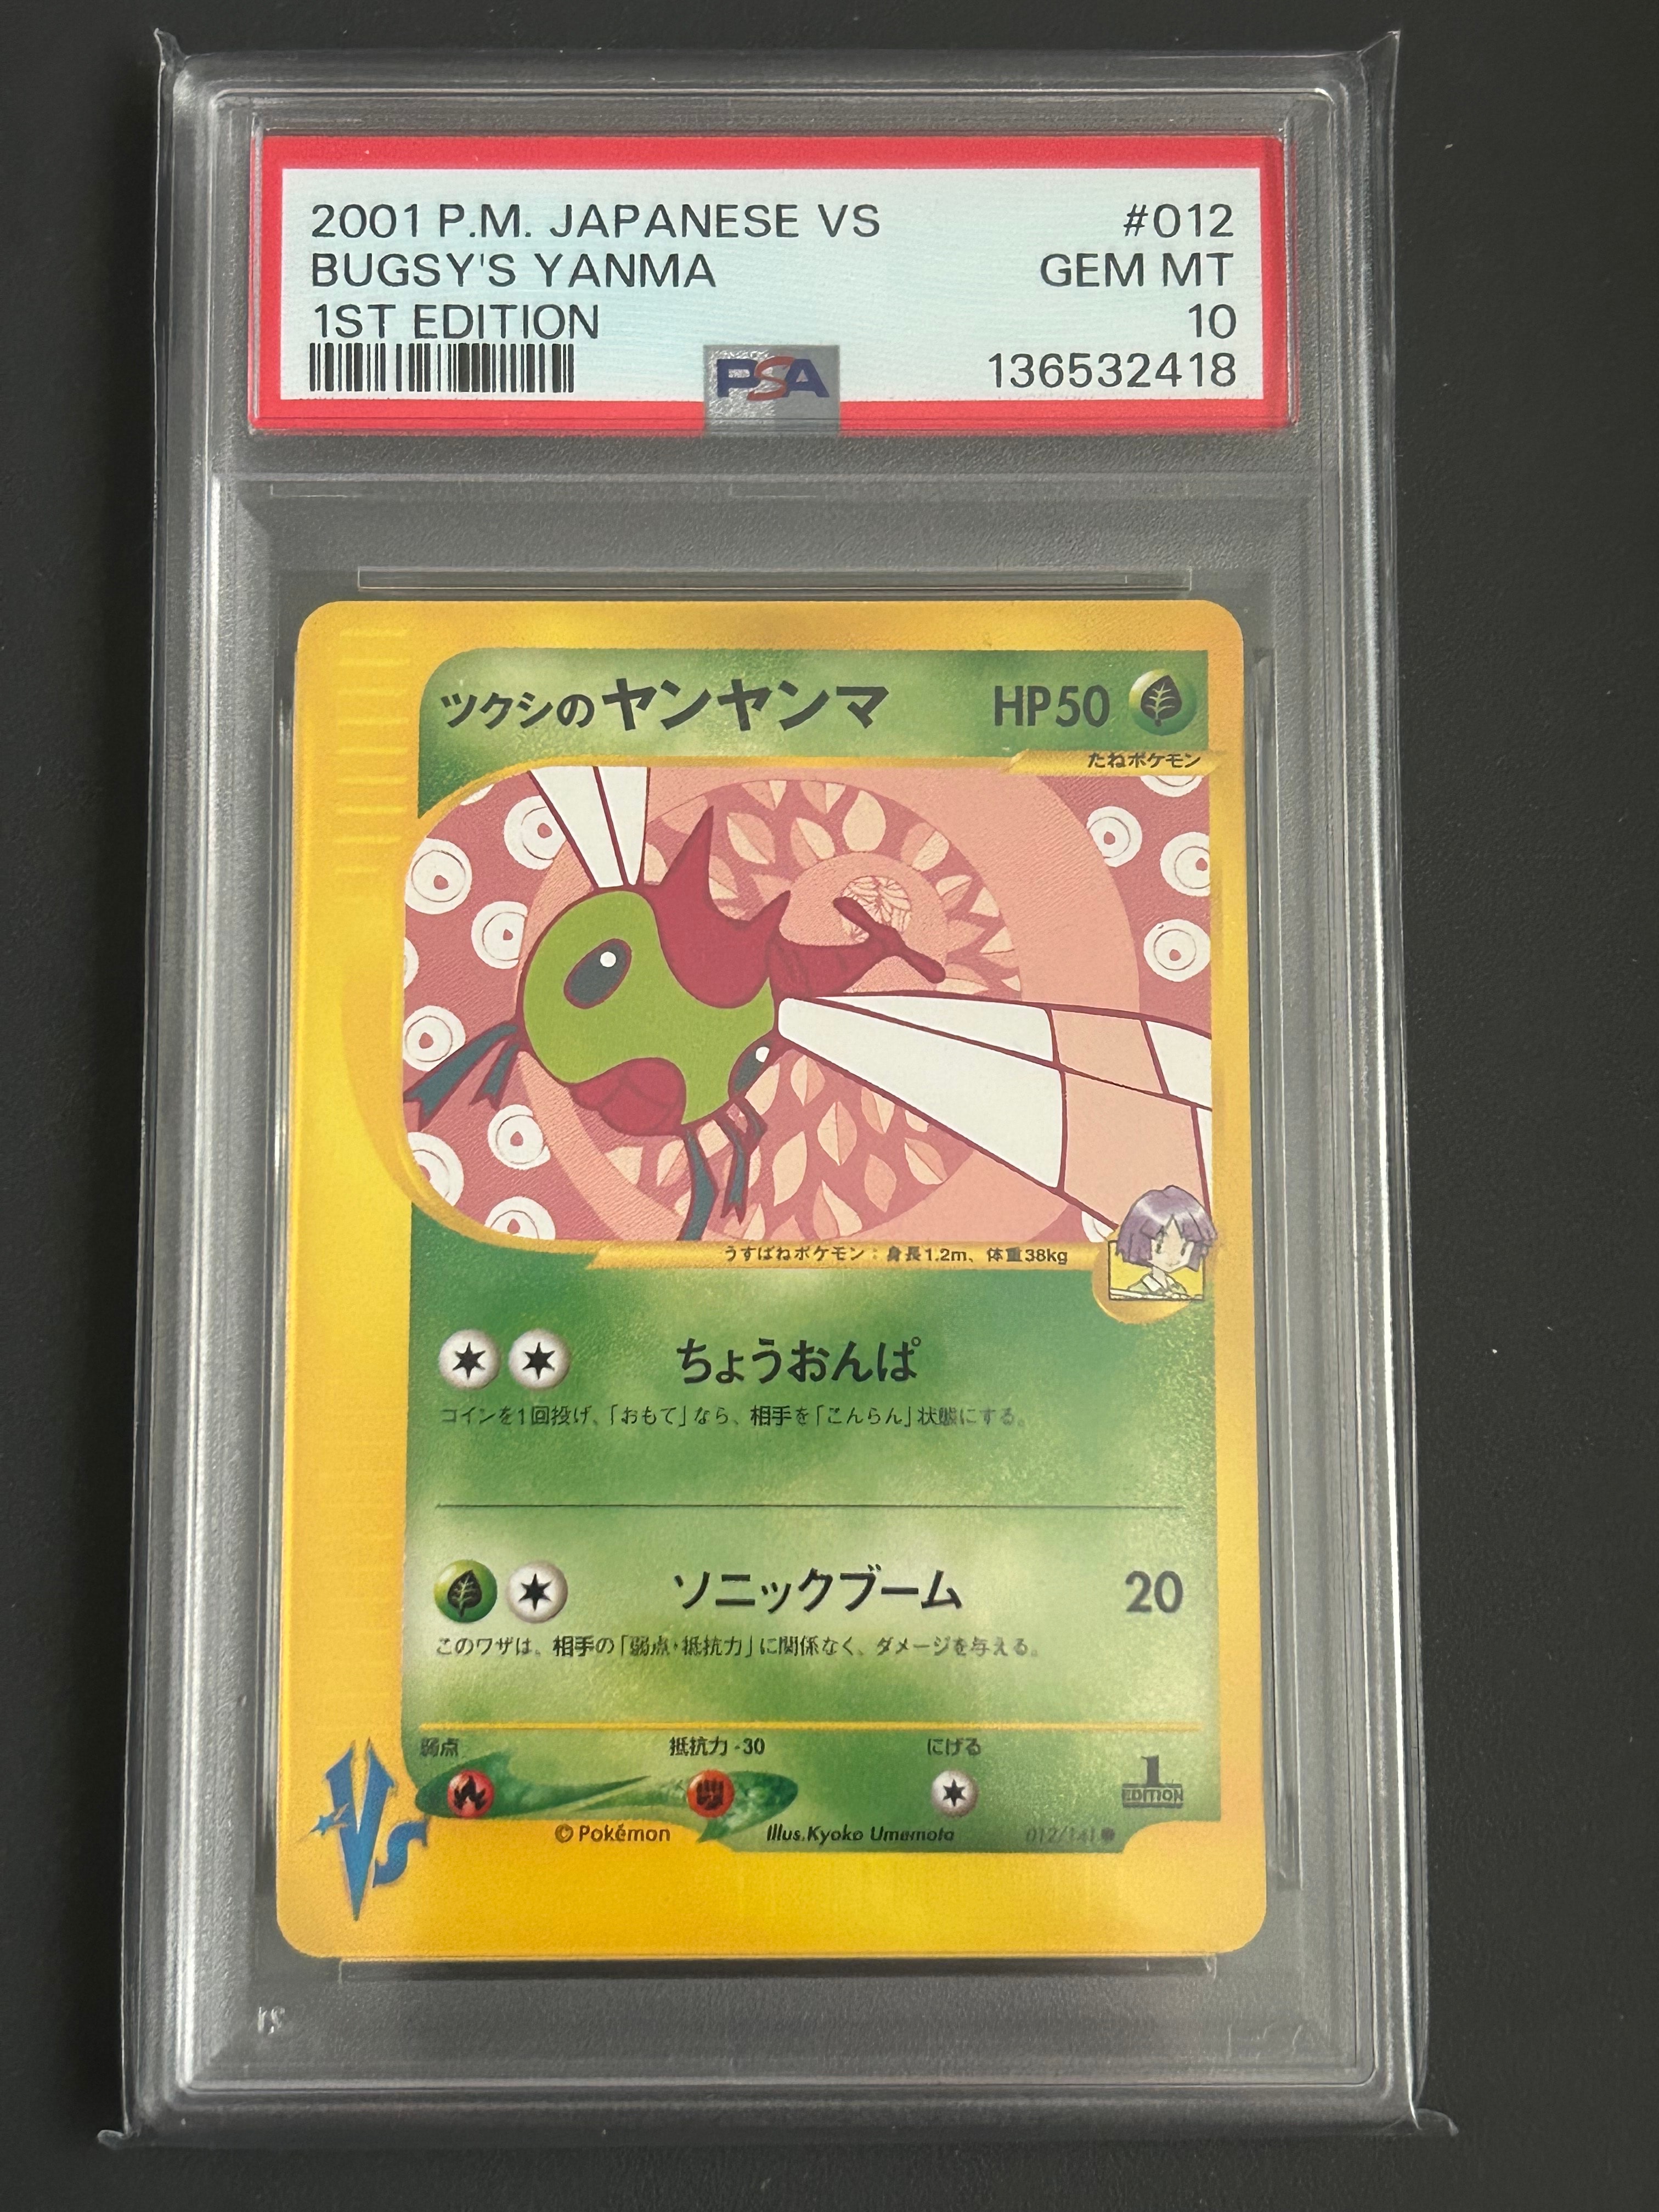 2001 P.M. JAPANESE VS #012
BUGSY'S YANMA GEM MT
1ST EDITION 10
PSA 136532418
ツクシのヤンヤンマ HP50
たねポケモン
うすばねポケモン：身長1.2m、体重38kg
ちょうおんぱ
コインを1回投げ、「おもて」なら、相手を「こんらん」状態にする。
ソニックブーム 20
このワザは、相手の「弱点・抵抗力」に関係なく、ダメージを与える。
弱点 抵抗力 -30 にげる
1 EDITION
Vs
© Pokémon Illus.Kyoko Umemoto 012/141●